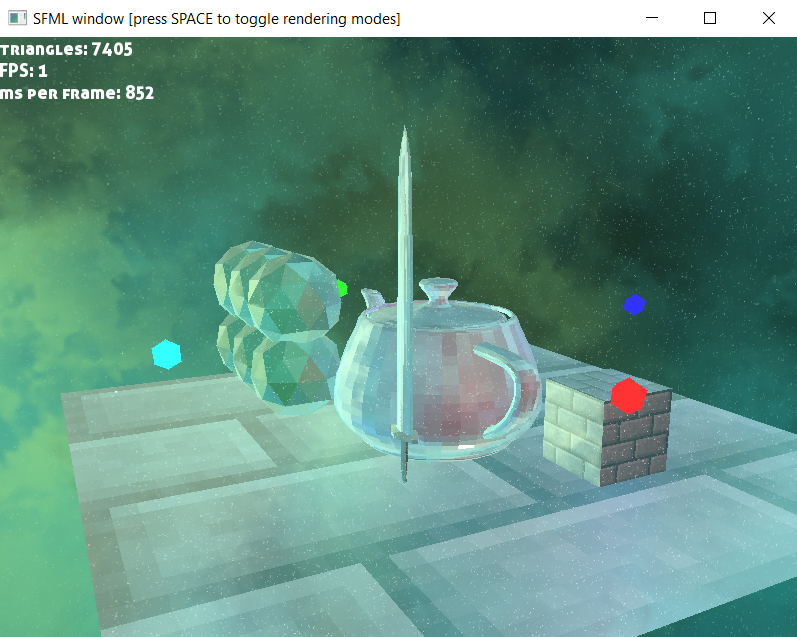 SFML window [press SPACE to toggle rendering modes]
Triangles: 7405
FPS: 1
ms per frame: 852